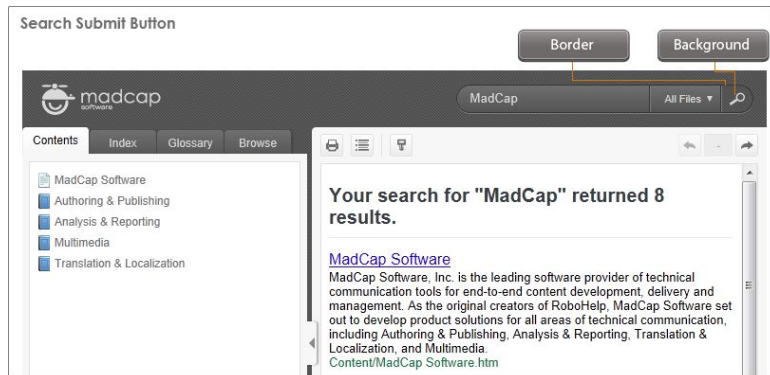 Search Submit Button
Border
Background
madcap
software
MadCap
All Files
Contents
Index
Glossary
Browse
MadCap Software
Authoring & Publishing
Analysis & Reporting
Multimedia
Translation & Localization
-
Your search for "MadCap" returned 8
results.
MadCap Software
MadCap Software, Inc. is the leading software provider of technical
communication tools for end-to-end content development, delivery and
management. As the original creators of RoboHelp, MadCap Software set
out to develop product solutions for all areas of technical communication,
including Authoring & Publishing, Analysis & Reporting, Translation &
Localization, and Multimedia.
Content/MadCap Software.htm